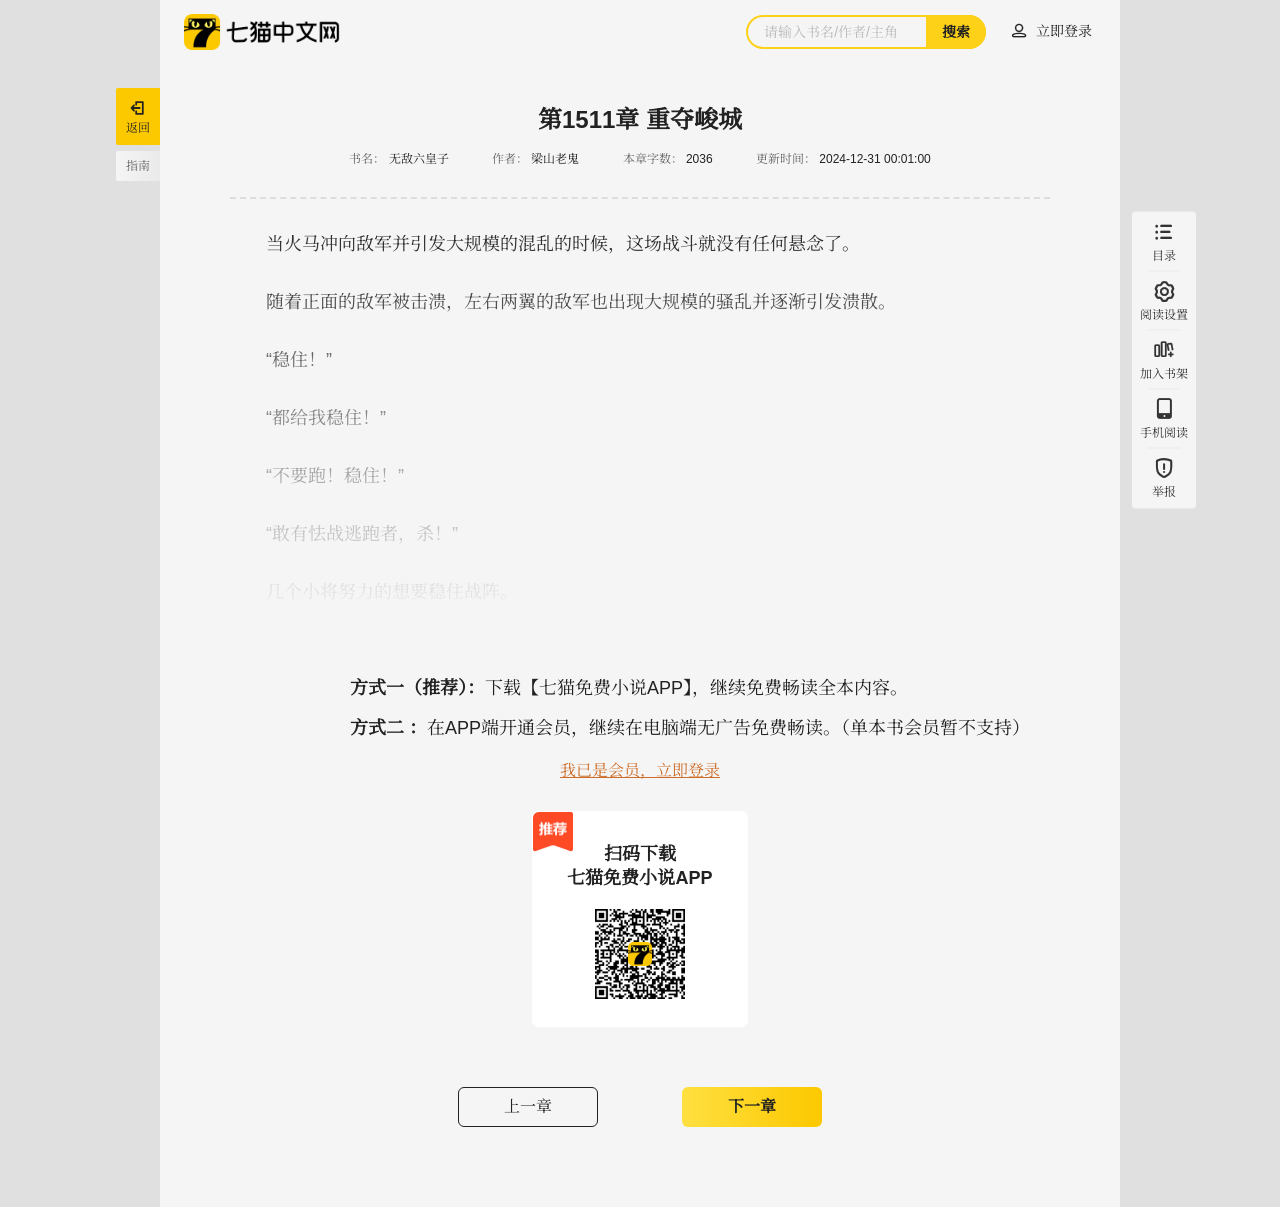 七猫中文网
请输入书名/作者/主角
搜索
立即登录
返回
指南
第1511章 重夺峻城
书名： 无敌六皇子 作者： 梁山老鬼 本章字数： 2036 更新时间： 2024-12-31 00:01:00
当火马冲向敌军并引发大规模的混乱的时候，这场战斗就没有任何悬念了。
随着正面的敌军被击溃，左右两翼的敌军也出现大规模的骚乱并逐渐引发溃散。
“稳住！”
“都给我稳住！”
“不要跑！稳住！”
“敢有怯战逃跑者，杀！”
几个小将努力的想要稳住战阵。
目录
阅读设置
加入书架
手机阅读
举报
方式一（推荐）：下载【七猫免费小说APP】，继续免费畅读全本内容。
方式二 ：在APP端开通会员，继续在电脑端无广告免费畅读。（单本书会员暂不支持）
我已是会员，立即登录
推荐
扫码下载
七猫免费小说APP
上一章
下一章